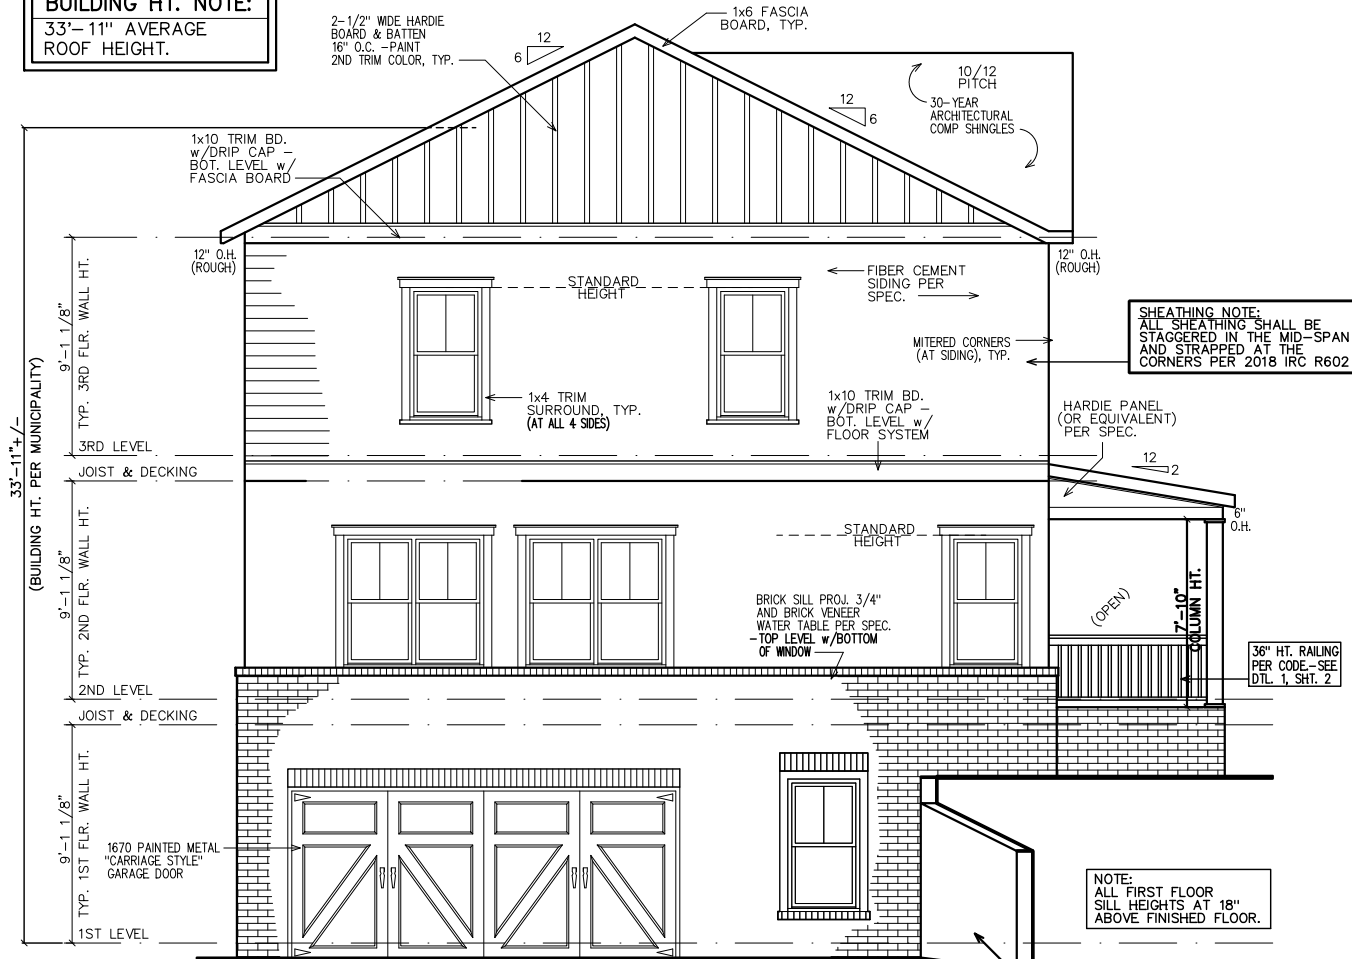 BUILDING HT. NOTE:
33'-11" AVERAGE
ROOF HEIGHT.
2-1/2" WIDE HARDIE
BOARD & BATTEN
16" O.C. -PAINT
2ND TRIM COLOR, TYP.
12
6
1x6 FASCIA
BOARD, TYP.
10/12
PITCH
30-YEAR
ARCHITECTURAL
COMP SHINGLES
12
6
1x10 TRIM BD.
w/DRIP CAP -
BOT. LEVEL w/
FASCIA BOARD
12" O.H.
(ROUGH)
12" O.H.
(ROUGH)
STANDARD
HEIGHT
FIBER CEMENT
SIDING PER
SPEC.
MITERED CORNERS
(AT SIDING), TYP.
SHEATHING NOTE:
ALL SHEATHING SHALL BE
STAGGERED IN THE MID-SPAN
AND STRAPPED AT THE
CORNERS PER 2018 IRC R602
1x4 TRIM
SURROUND, TYP.
(AT ALL 4 SIDES)
1x10 TRIM BD.
w/DRIP CAP -
BOT. LEVEL w/
FLOOR SYSTEM
HARDIE PANEL
(OR EQUIVALENT)
PER SPEC.
12
2
6"
O.H.
33'-11"+/-
(BUILDING HT. PER MUNICIPALITY)
9'-1 1/8"
TYP. 3RD FLR. WALL HT.
3RD LEVEL
JOIST & DECKING
9'-1 1/8"
TYP. 2ND FLR. WALL HT.
STANDARD
HEIGHT
BRICK SILL PROJ. 3/4"
AND BRICK VENEER
WATER TABLE PER SPEC.
-TOP LEVEL w/BOTTOM
OF WINDOW
(OPEN)
7'-10"
COLUMN HT.
36" HT. RAILING
PER CODE.-SEE
DTL. 1, SHT. 2
2ND LEVEL
JOIST & DECKING
9'-1 1/8"
TYP. 1ST FLR. WALL HT.
1670 PAINTED METAL
"CARRIAGE STYLE"
GARAGE DOOR
1ST LEVEL
NOTE:
ALL FIRST FLOOR
SILL HEIGHTS AT 18"
ABOVE FINISHED FLOOR.